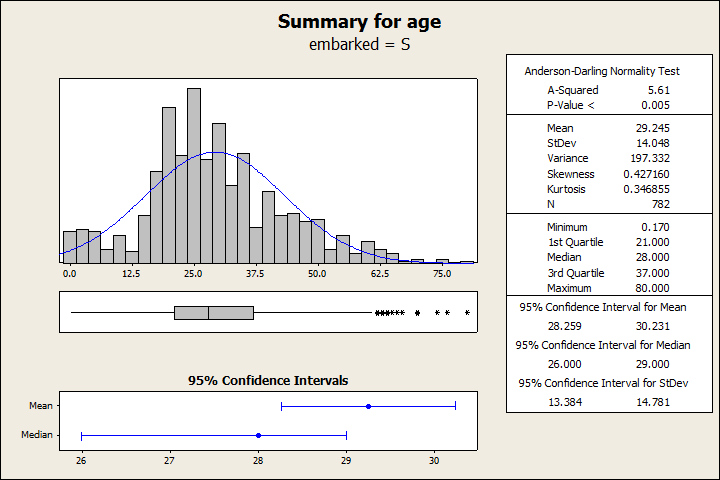 Summary for age
embarked = S
0.0 12.5 25.0 37.5 50.0 62.5 75.0
95% Confidence Intervals
Mean
Median
26 27 28 29 30
Anderson-Darling Normality Test
A-Squared 5.61
P-Value < 0.005
Mean 29.245
StDev 14.048
Variance 197.332
Skewness 0.427160
Kurtosis 0.346855
N 782
Minimum 0.170
1st Quartile 21.000
Median 28.000
3rd Quartile 37.000
Maximum 80.000
95% Confidence Interval for Mean
28.259 30.231
95% Confidence Interval for Median
26.000 29.000
95% Confidence Interval for StDev
13.384 14.781